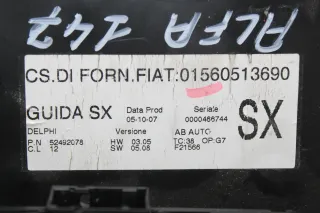 ALFA 147
CS.DI FORN.FIAT:01560513690
GUIDA SX Data Prod Seriale SX
05-10-07 0000466744
DELPHI Versione AB AUTO
P.N 52492078 HW 03.05 TC:38 OP:G7
C.L 12 SW 05.08 F21566